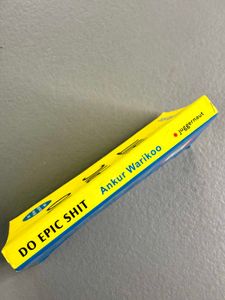 DO EPIC SHIT
Ankur Warikoo
juggernaut